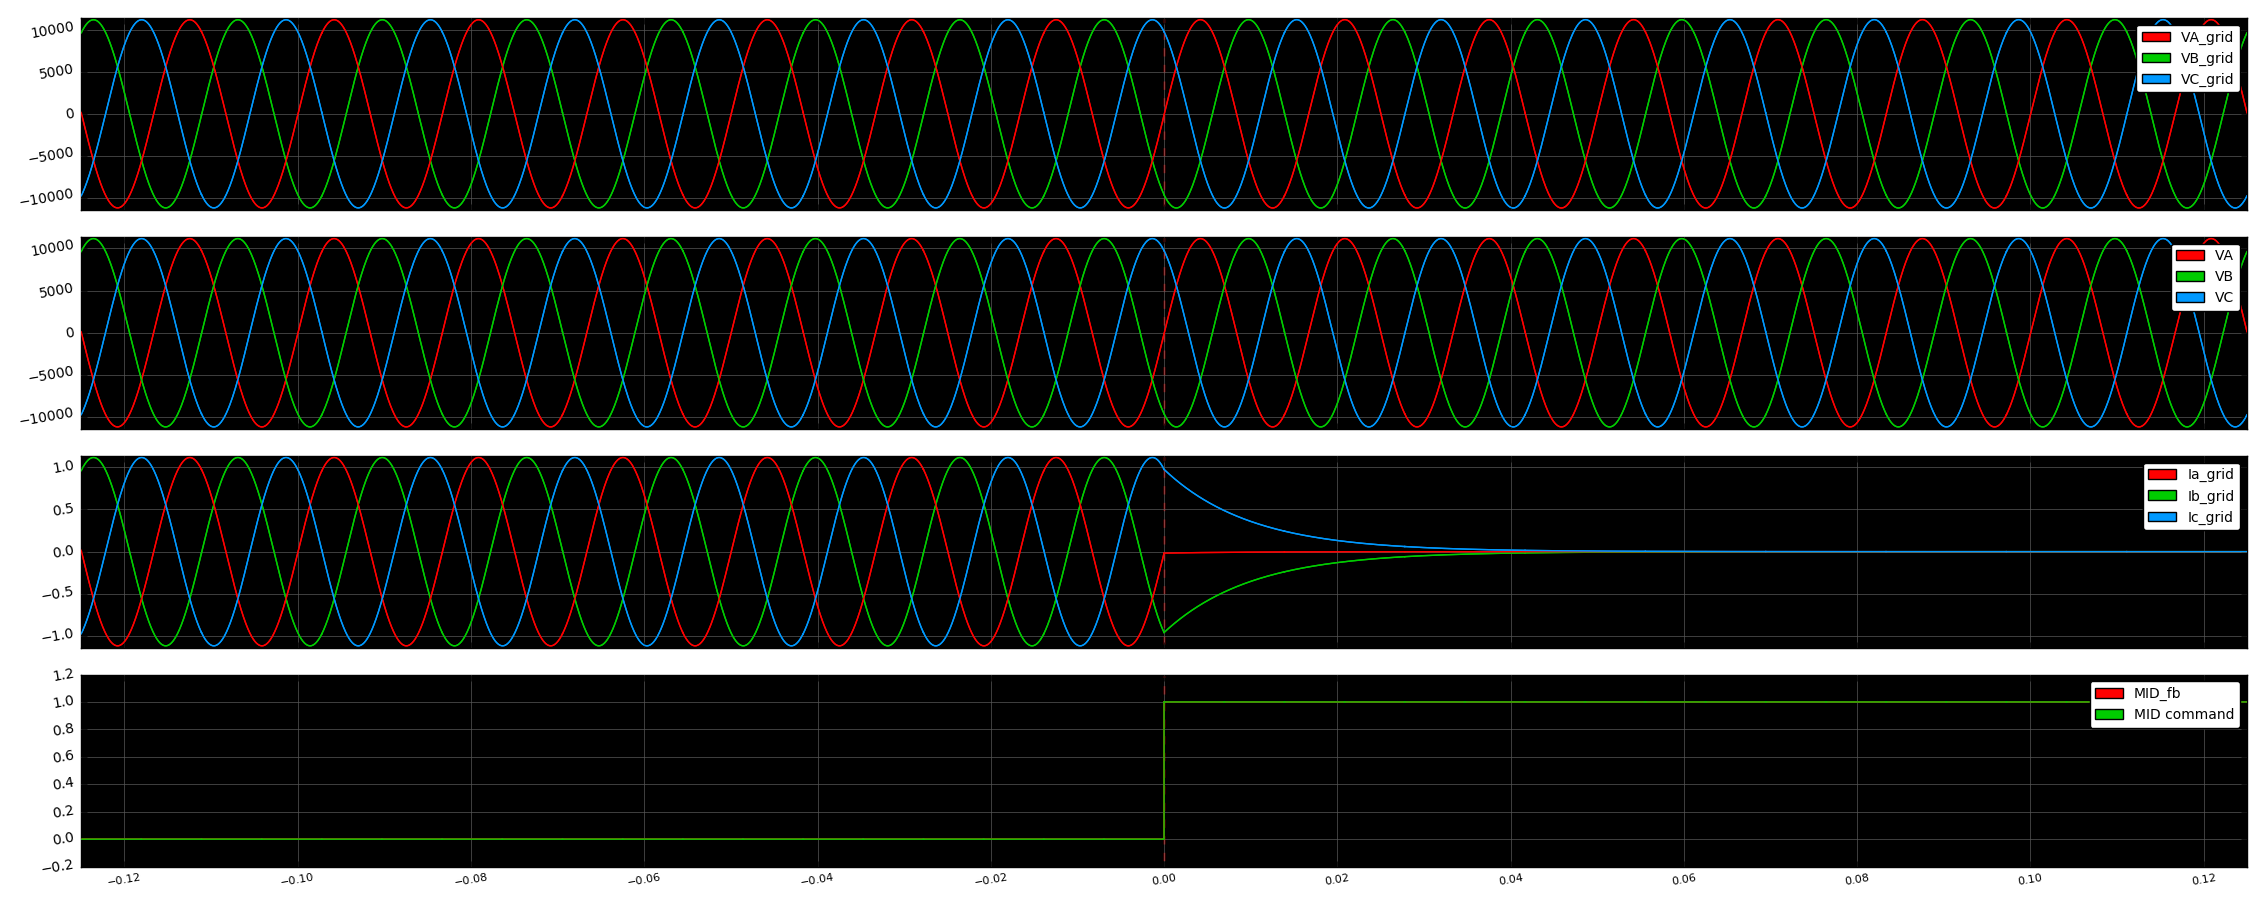 10000
5000
0
−5000
−10000
VA_grid
VB_grid
VC_grid
10000
5000
0
−5000
−10000
VA
VB
VC
1.0
0.5
0.0
−0.5
−1.0
Ia_grid
Ib_grid
Ic_grid
1.2
1.0
0.8
0.6
0.4
0.2
0.0
−0.2
MID_fb
MID command
−0.12 −0.10 −0.08 −0.06 −0.04 −0.02 0.00 0.02 0.04 0.06 0.08 0.10 0.12